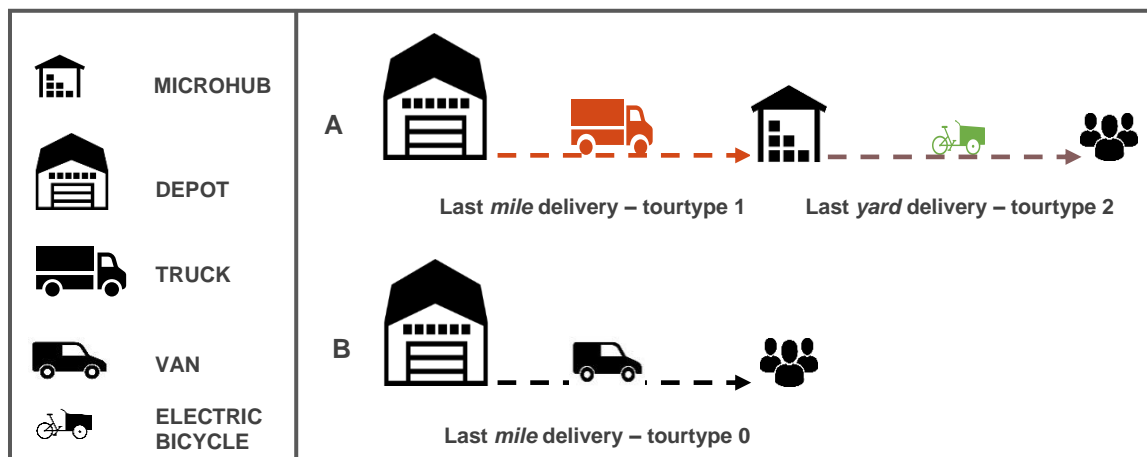 MICROHUB
DEPOT
TRUCK
VAN
ELECTRIC
BICYCLE
A
Last mile delivery – tourtype 1
Last yard delivery – tourtype 2
B
Last mile delivery – tourtype 0